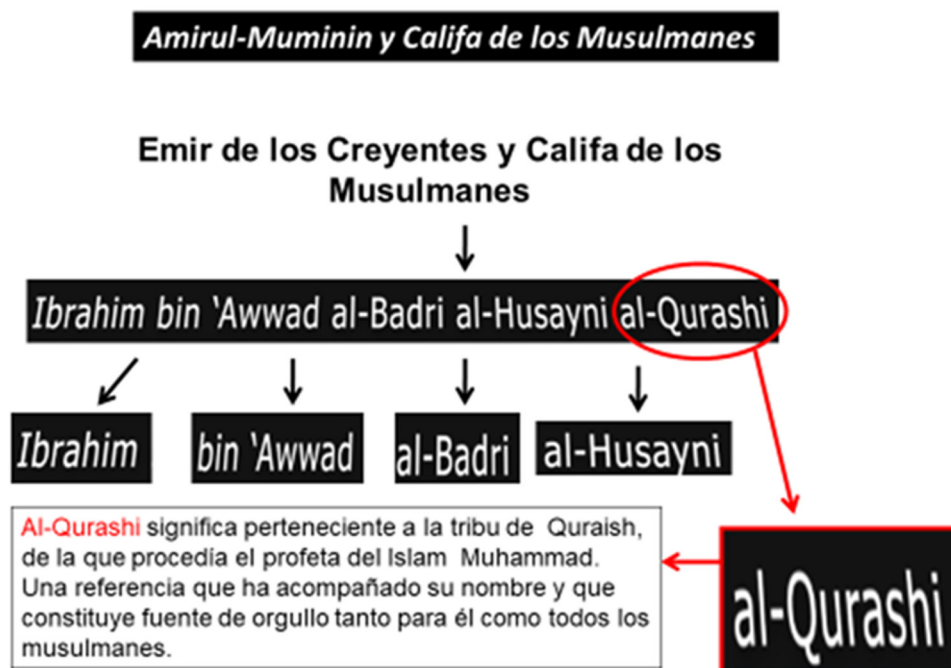 Amirul-Muminin y Califa de los Musulmanes
Emir de los Creyentes y Califa de los
Musulmanes
Ibrahim bin ‘Awwad al-Badri al-Husayni al-Qurashi
Ibrahim
bin ‘Awwad
al-Badri
al-Husayni
Al-Qurashi significa perteneciente a la tribu de Quraish,
de la que procedía el profeta del Islam Muhammad.
Una referencia que ha acompañado su nombre y que
constituye fuente de orgullo tanto para él como todos los
musulmanes.
al-Qurashi